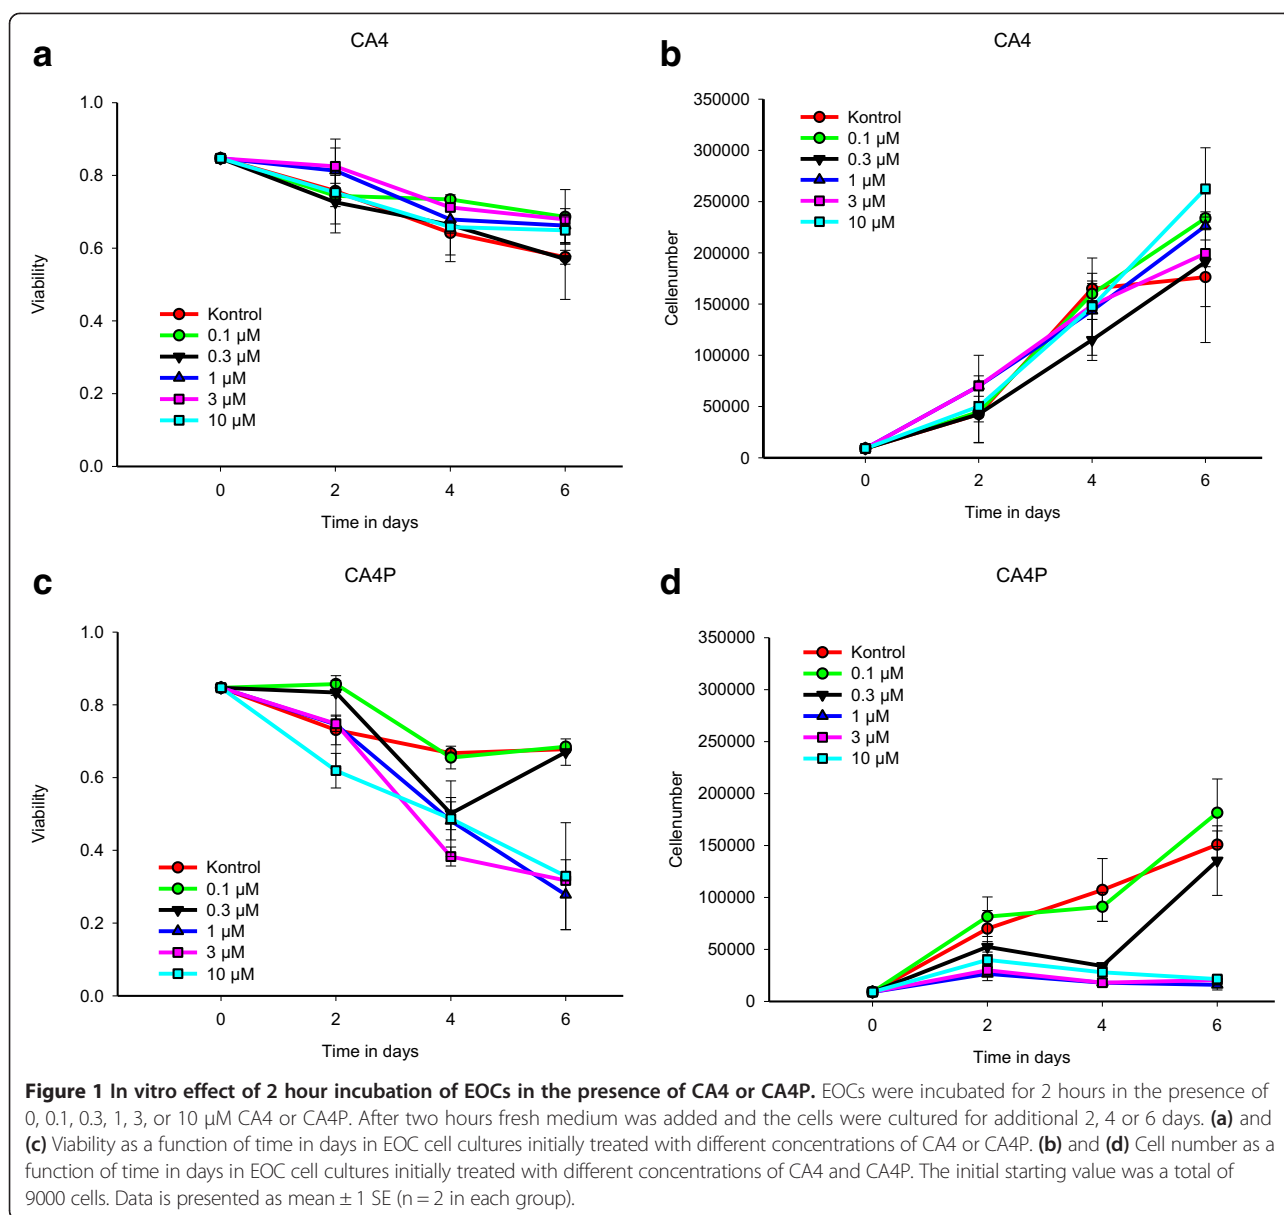 a
CA4
1.0
0.8
0.6
0.4
0.2
0.0
Viability
Kontrol
0.1 µM
0.3 µM
1 µM
3 µM
10 µM
0 2 4 6
Time in days
b
CA4
350000
300000
250000
200000
150000
100000
50000
0
Cellenumber
Kontrol
0.1 µM
0.3 µM
1 µM
3 µM
10 µM
0 2 4 6
Time in days
c
CA4P
1.0
0.8
0.6
0.4
0.2
0.0
Viability
Kontrol
0.1 µM
0.3 µM
1 µM
3 µM
10 µM
0 2 4 6
Time in days
d
CA4P
350000
300000
250000
200000
150000
100000
50000
0
Cellenumber
Kontrol
0.1 µM
0.3 µM
1 µM
3 µM
10 µM
0 2 4 6
Time in days
Figure 1 In vitro effect of 2 hour incubation of EOCs in the presence of CA4 or CA4P. EOCs were incubated for 2 hours in the presence of
0, 0.1, 0.3, 1, 3, or 10 µM CA4 or CA4P. After two hours fresh medium was added and the cells were cultured for additional 2, 4 or 6 days. (a) and
(c) Viability as a function of time in days in EOC cell cultures initially treated with different concentrations of CA4 or CA4P. (b) and (d) Cell number as a
function of time in days in EOC cell cultures initially treated with different concentrations of CA4 and CA4P. The initial starting value was a total of
9000 cells. Data is presented as mean ± 1 SE (n = 2 in each group).